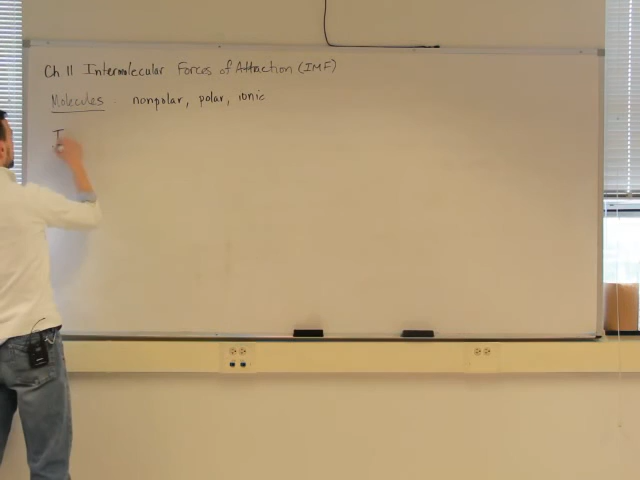 Ch 11 Intermolecular Forces of Attraction (IMF)
Molecules : nonpolar, polar, ionic
I